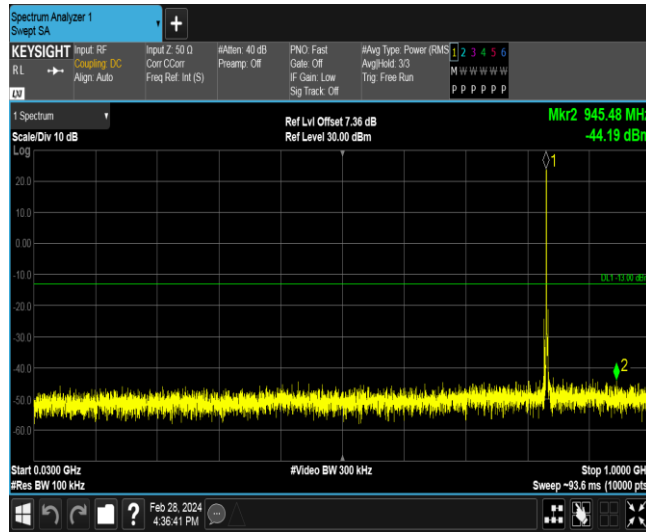 Spectrum Analyzer 1
Swept SA
+
KEYSIGHT Input: RF Input Z: 50 Ω #Atten: 40 dB PNO: Fast #Avg Type: Power (RMS 1 2 3 4 5 6
RL Coupling: DC Corr CCorr Preamp: Off Gate: Off Avg|Hold: 3/3 M W W W W W
Align: Auto Freq Ref: Int (S) IF Gain: Low Trig: Free Run
LXI Sig Track: Off P P P P P P
1 Spectrum Ref Lvl Offset 7.36 dB Mkr2 945.48 MHz
Scale/Div 10 dB Ref Level 30.00 dBm -44.19 dBm
Log
1
20.0
10.0
0.00
-10.0
DL1 -13.00 dBm
-20.0
-30.0
-40.0
2
-50.0
-60.0
Start 0.0300 GHz #Video BW 300 kHz Stop 1.0000 GH
#Res BW 100 kHz Sweep ~93.6 ms (10000 pts
? Feb 28, 2024
4:36:41 PM